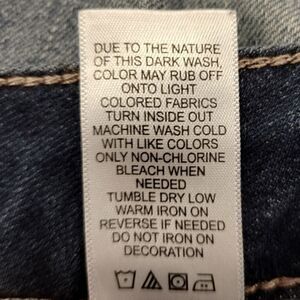 DUE TO THE NATURE
OF THIS DARK WASH,
COLOR MAY RUB OFF
ONTO LIGHT
COLORED FABRICS
TURN INSIDE OUT
MACHINE WASH COLD
WITH LIKE COLORS
ONLY NON-CHLORINE
BLEACH WHEN
NEEDED
TUMBLE DRY LOW
WARM IRON ON
REVERSE IF NEEDED
DO NOT IRON ON
DECORATION